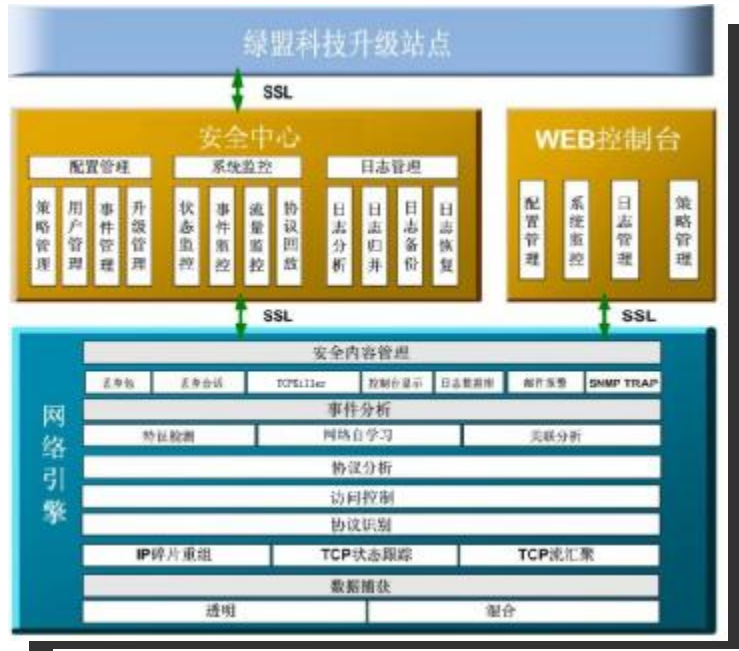 绿盟科技升级站点
SSL
安全中心
配置管理
系统监控
日志管理
策略管理
用户管理
事件管理
升级管理
状态监控
事件监控
流量监控
协议回放
日志分析
日志归并
日志备份
日志恢复
WEB控制台
配置管理
系统监控
日志管理
策略管理
SSL
SSL
网络引擎
安全内容管理
丢弃包
丢弃会话
TCPKiller
控制台显示
日志数据库
邮件报警
SNMP TRAP
事件分析
特征检测
网络自学习
关联分析
协议分析
访问控制
协议识别
IP碎片重组
TCP状态跟踪
TCP流汇聚
数据捕获
透明
混合